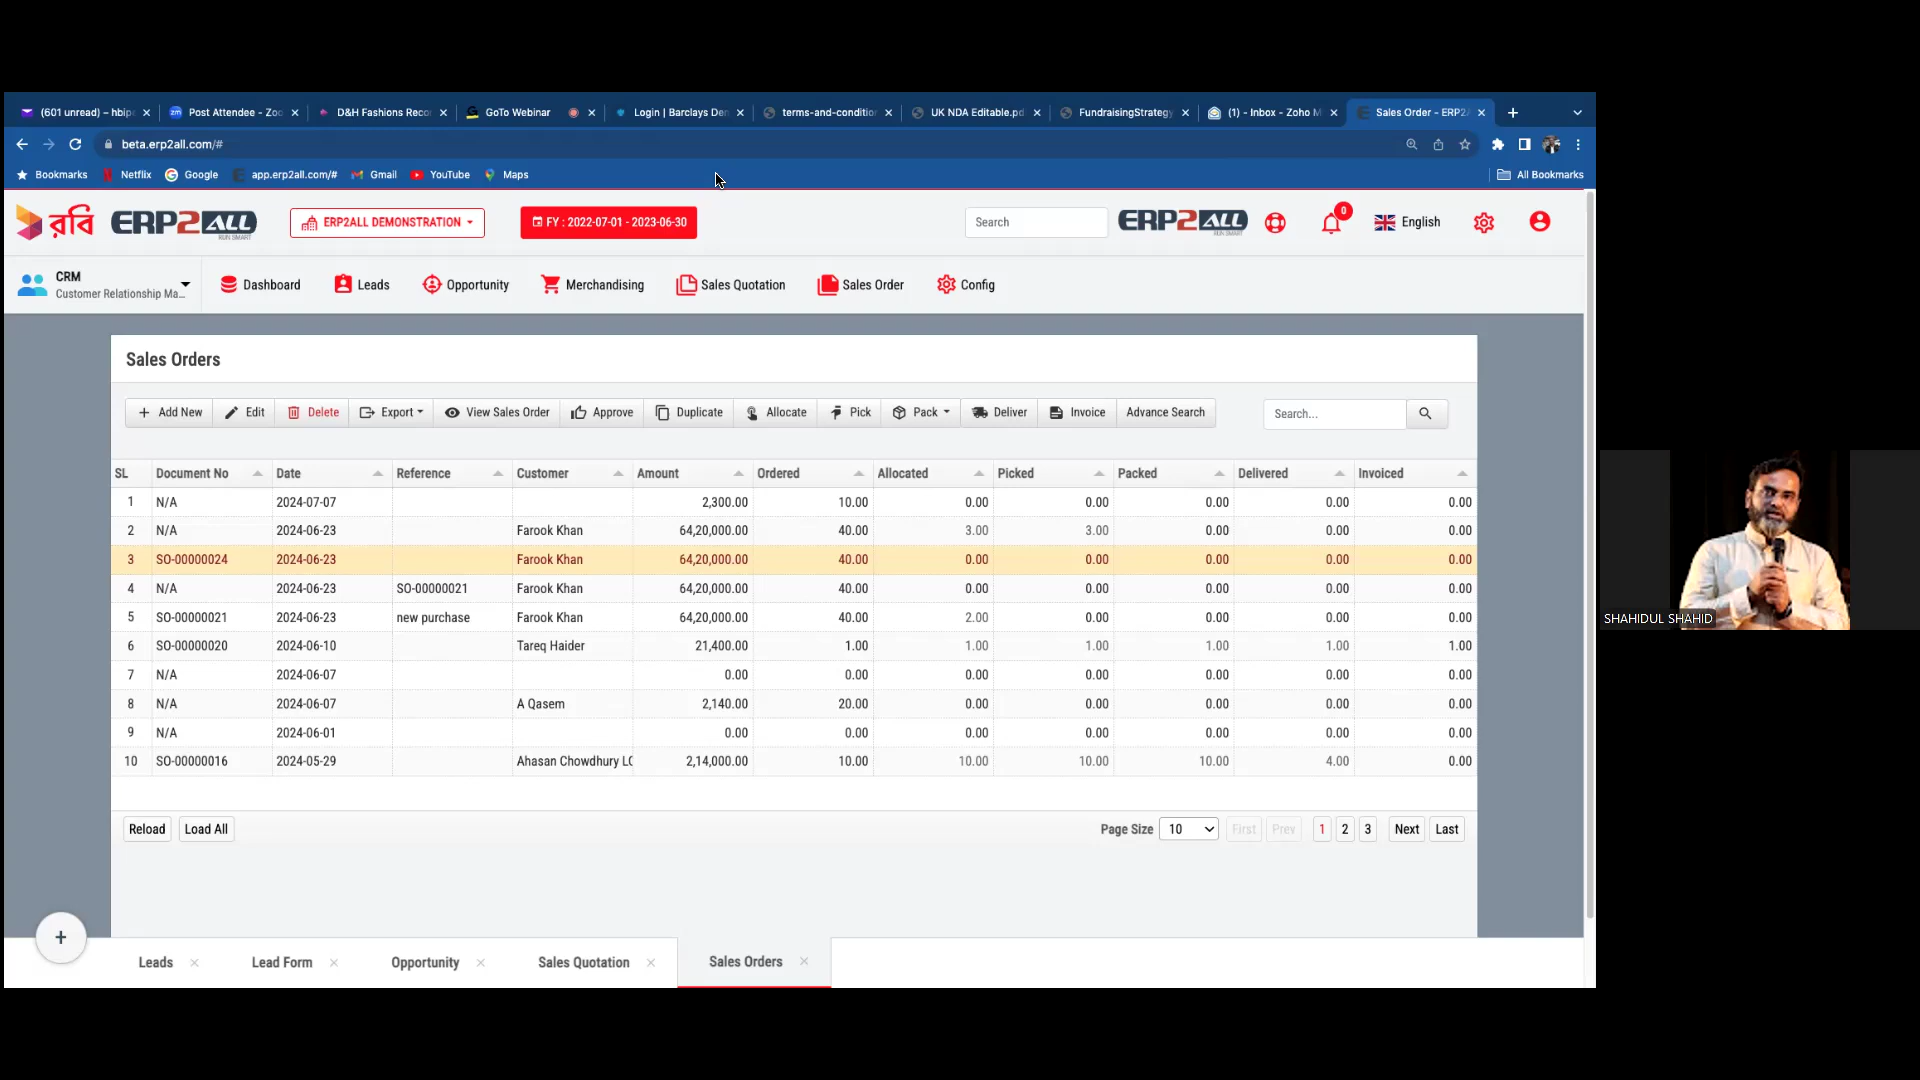 (601 unread) – hbipe
Post Attendee - Zoo
D&H Fashions Recor
GoTo Webinar
Login | Barclays Der
terms-and-conditio
UK NDA Editable.pd
FundraisingStrategy
(1) - Inbox - Zoho M
Sales Order - ERP2A
beta.erp2all.com/#
Bookmarks
Netflix
Google
app.erp2all.com/#
Gmail
YouTube
Maps
All Bookmarks
রবি
ERP2ALL
RUN SMART
ERP2ALL DEMONSTRATION
FY : 2022-07-01 - 2023-06-30
Search
ERP2ALL
RUN SMART
0
English
CRM
Customer Relationship Ma...
Dashboard
Leads
Opportunity
Merchandising
Sales Quotation
Sales Order
Config
Sales Orders
Add New
Edit
Delete
Export
View Sales Order
Approve
Duplicate
Allocate
Pick
Pack
Deliver
Invoice
Advance Search
Search...
SL Document No Date Reference Customer Amount Ordered Allocated Picked Packed Delivered Invoiced
1 N/A 2024-07-07 2,300.00 10.00 0.00 0.00 0.00 0.00 0.00
2 N/A 2024-06-23 Farook Khan 64,20,000.00 40.00 3.00 3.00 0.00 0.00 0.00
3 SO-00000024 2024-06-23 Farook Khan 64,20,000.00 40.00 0.00 0.00 0.00 0.00 0.00
4 N/A 2024-06-23 SO-00000021 Farook Khan 64,20,000.00 40.00 0.00 0.00 0.00 0.00 0.00
5 SO-00000021 2024-06-23 new purchase Farook Khan 64,20,000.00 40.00 2.00 0.00 0.00 0.00 0.00
6 SO-00000020 2024-06-10 Tareq Haider 21,400.00 1.00 1.00 1.00 1.00 1.00 1.00
7 N/A 2024-06-07 0.00 0.00 0.00 0.00 0.00 0.00 0.00
8 N/A 2024-06-07 A Qasem 2,140.00 20.00 0.00 0.00 0.00 0.00 0.00
9 N/A 2024-06-01 0.00 0.00 0.00 0.00 0.00 0.00 0.00
10 SO-00000016 2024-05-29 Ahasan Chowdhury LC 2,14,000.00 10.00 10.00 10.00 10.00 4.00 0.00
Reload
Load All
Page Size 10 First Prev 1 2 3 Next Last
+
Leads
Lead Form
Opportunity
Sales Quotation
Sales Orders
SHAHIDUL SHAHID